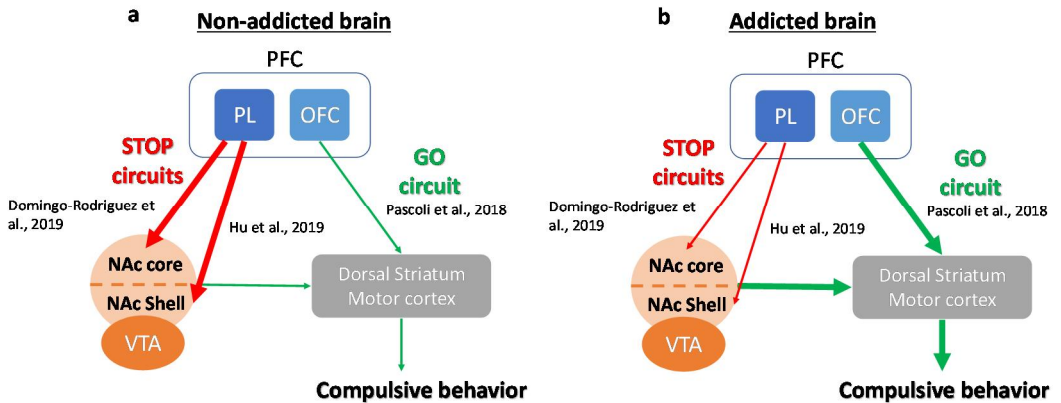 a
Non-addicted brain
PFC
PL
OFC
STOP
circuits
GO
circuit
Domingo-Rodriguez et
al., 2019
Hu et al., 2019
Pascoli et al., 2018
NAc core
NAc Shell
VTA
Dorsal Striatum
Motor cortex
Compulsive behavior
b
Addicted brain
PFC
PL
OFC
STOP
circuits
GO
circuit
Domingo-Rodriguez et
al., 2019
Hu et al., 2019
Pascoli et al., 2018
NAc core
NAc Shell
VTA
Dorsal Striatum
Motor cortex
Compulsive behavior